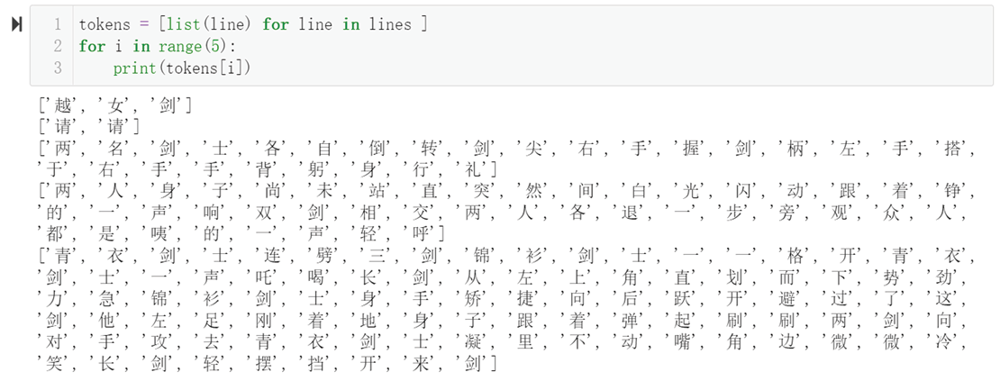 1 tokens = [list(line) for line in lines ]
2 for i in range(5):
3     print(tokens[i])
['越', '女', '剑']
['请', '请']
['两', '名', '剑', '士', '各', '自', '倒', '转', '剑', '尖', '右', '手', '握', '剑', '柄', '左', '手', '搭',
'于', '右', '手', '手', '背', '躬', '身', '行', '礼']
['两', '人', '身', '子', '尚', '未', '站', '直', '突', '然', '间', '白', '光', '闪', '动', '跟', '着', '铮',
'的', '一', '声', '响', '双', '剑', '相', '交', '两', '人', '各', '退', '一', '步', '旁', '观', '众', '人',
'都', '是', '咦', '的', '一', '声', '轻', '呼']
['青', '衣', '剑', '士', '连', '劈', '三', '剑', '锦', '衫', '剑', '士', '一', '一', '格', '开', '青', '衣',
'剑', '士', '一', '声', '吒', '喝', '长', '剑', '从', '左', '上', '角', '直', '划', '而', '下', '势', '劲',
'力', '急', '锦', '衫', '剑', '士', '身', '手', '矫', '捷', '向', '后', '跃', '开', '避', '过', '了', '这',
'剑', '他', '左', '足', '刚', '着', '地', '身', '子', '跟', '着', '弹', '起', '刷', '刷', '两', '剑', '向',
'对', '手', '攻', '去', '青', '衣', '剑', '士', '凝', '里', '不', '动', '嘴', '角', '边', '微', '微', '冷',
'笑', '长', '剑', '轻', '摆', '挡', '开', '来', '剑']